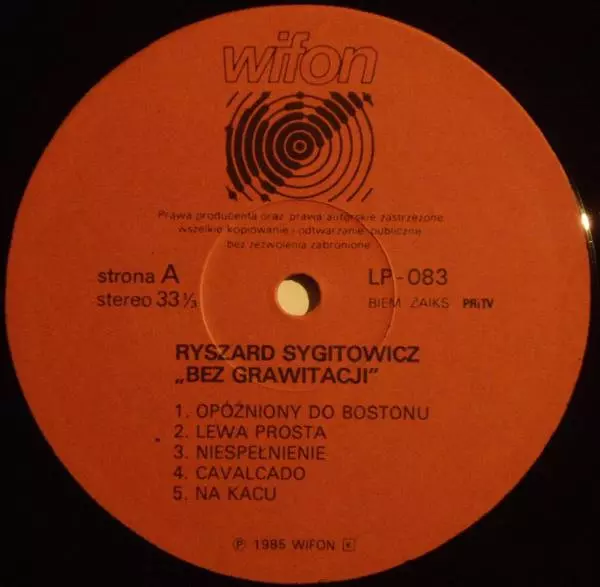 wifon
Prawa producenta oraz prawa autorskie zastrzeżone
wszelkie kopiowanie i odtwarzanie publiczne
bez zezwolenia zabronione
strona A
LP-083
stereo 33 ⅓
BIEM ZAIKS PRiTV
RYSZARD SYGITOWICZ
„BEZ GRAWITACJI”
1. OPÓŹNIONY DO BOSTONU
2. LEWA PROSTA
3. NIESPEŁNIENIE
4. CAVALCADO
5. NA KACU
Ⓟ 1985 WIFON K